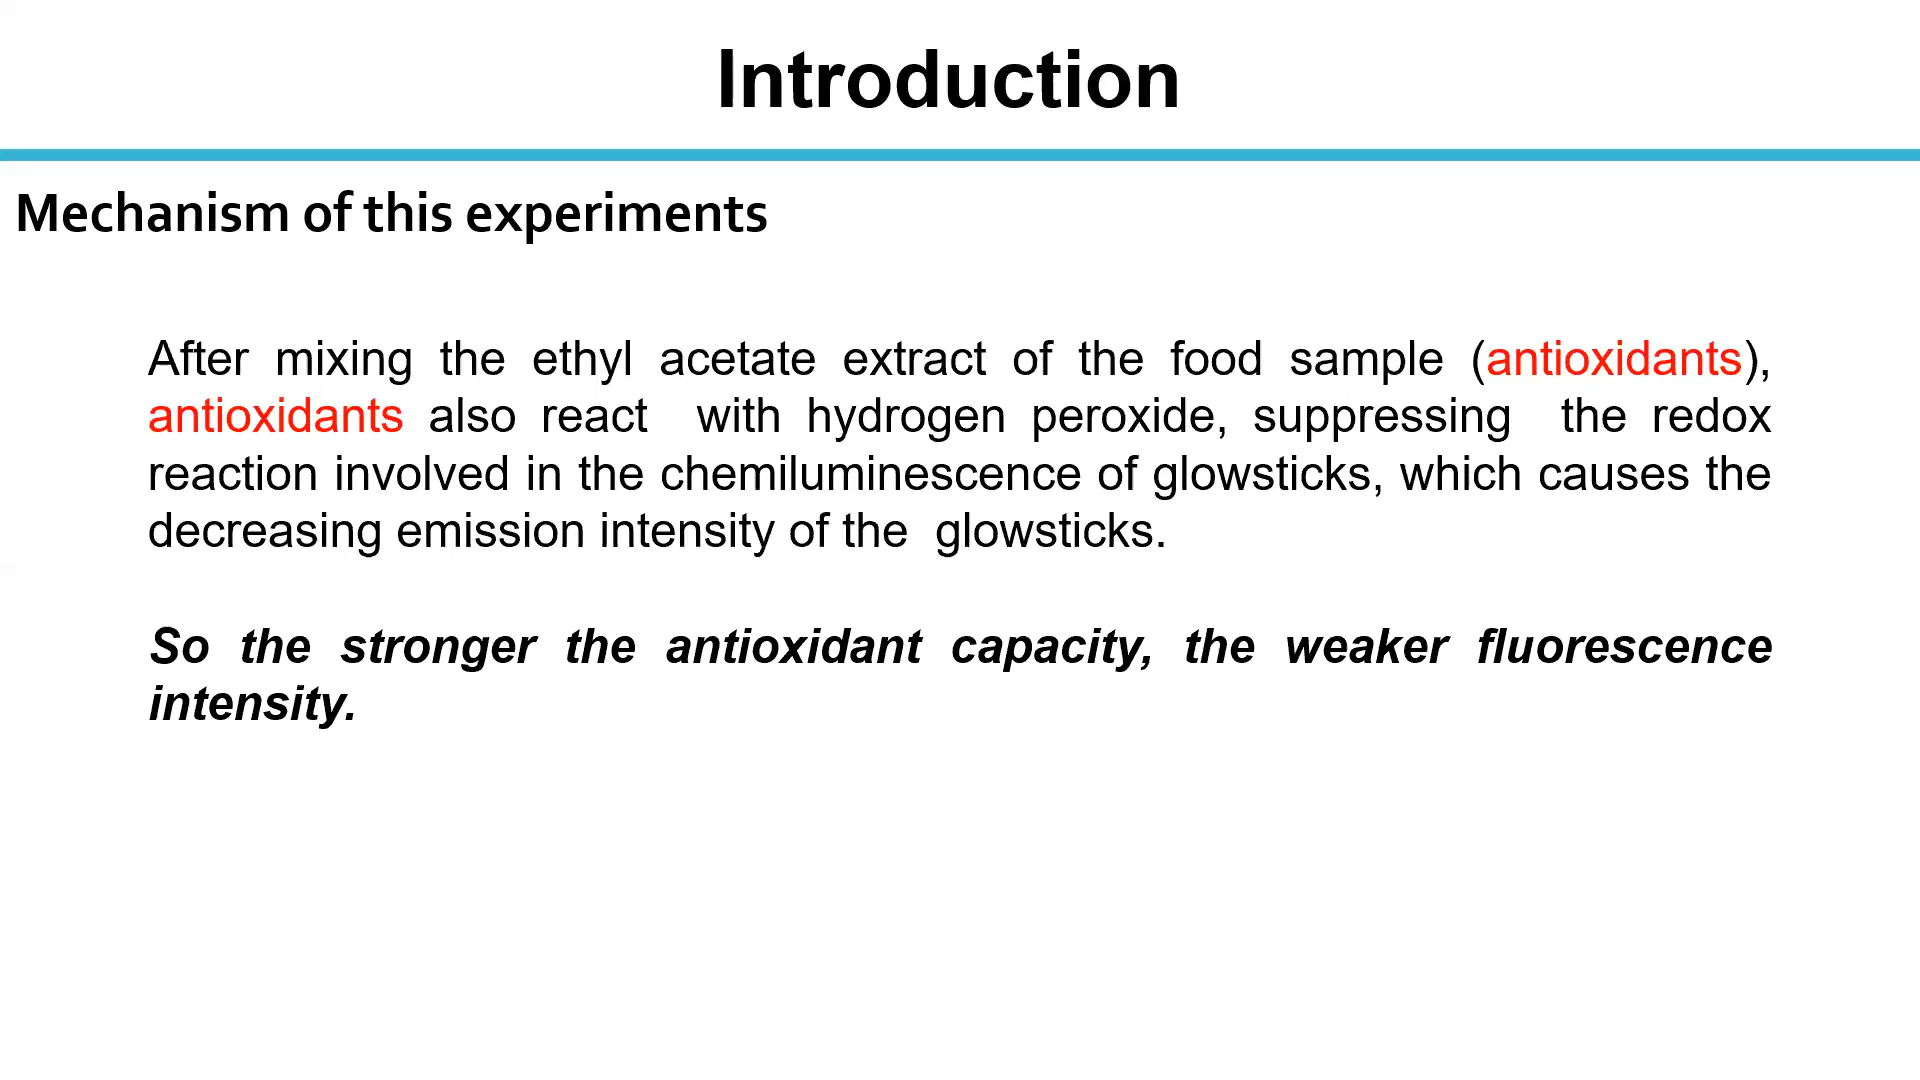 Introduction
Mechanism of this experiments
After mixing the ethyl acetate extract of the food sample (antioxidants),
antioxidants also react with hydrogen peroxide, suppressing the redox
reaction involved in the chemiluminescence of glowsticks, which causes the
decreasing emission intensity of the glowsticks.
So the stronger the antioxidant capacity, the weaker fluorescence
intensity.